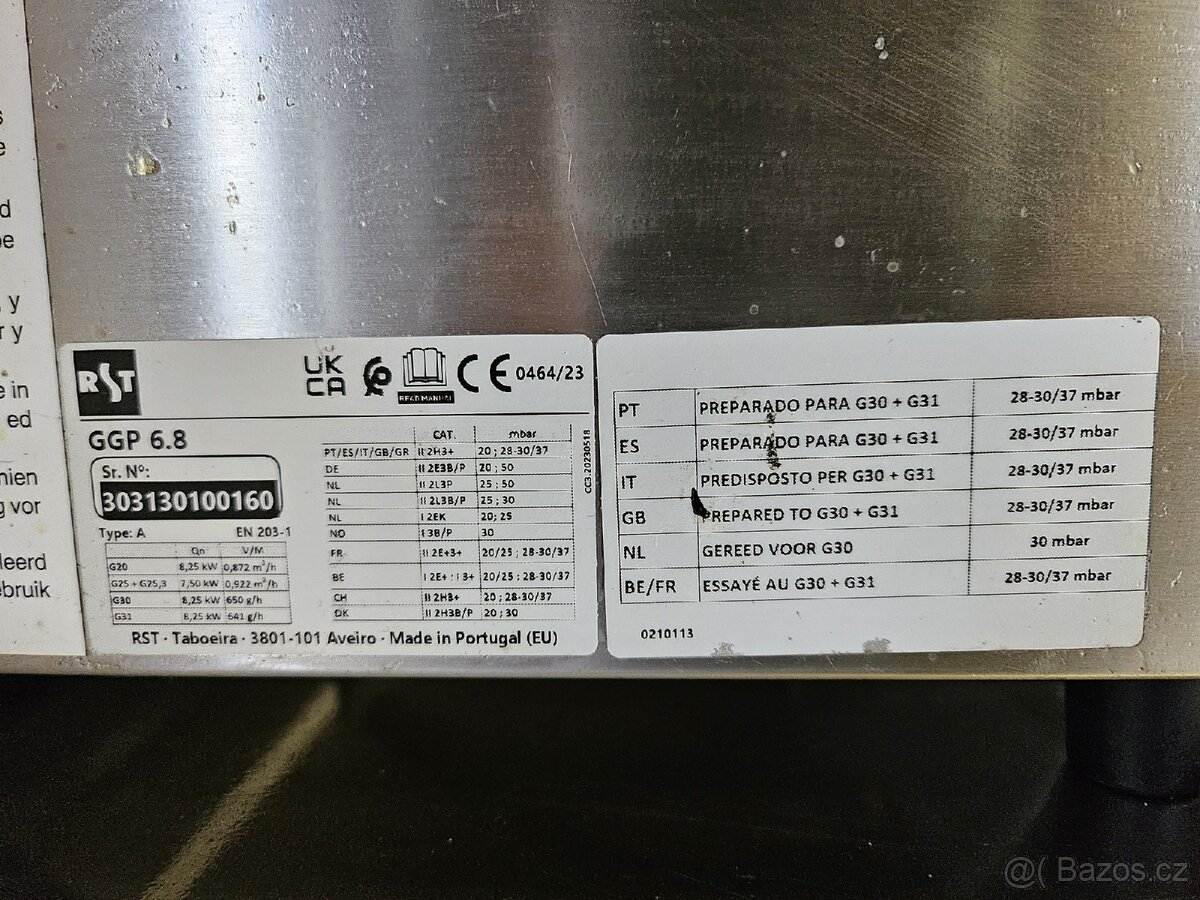 s
e
d
pe
, y
r y
e in
ed
nien
g vor
leerd
ebruik
RST
UK
CA
READ MANUAL
CE 0464/23
GGP 6.8
Sr. Nº:
303130100160
Type: A EN 203-1
Qn V/M
G20 8,25 kW 0,872 m³/h
G25 + G25,3 7,50 kW 0,922 m³/h
G30 8,25 kW 650 g/h
G31 8,25 kW 641 g/h
CAT. mbar
PT/ES/IT/GB/GR II 2H3+ 20 ; 28-30/37
DE II 2E3B/P 20 ; 50
NL II 2L3P 25 ; 50
NL II 2L3B/P 25 ; 30
NL I 2EK 20; 25
NO I 3B/P 30
FR II 2E+3+ 20/25 ; 28-30/37
BE I 2E+ ; I 3+ 20/25 ; 28-30/37
CH II 2H3+ 20 ; 28-30/37
DK II 2H3B/P 20 ; 30
CC3.20230518
RST · Taboeira · 3801-101 Aveiro · Made in Portugal (EU)
PT PREPARADO PARA G30 + G31 28-30/37 mbar
ES PREPARADO PARA G30 + G31 28-30/37 mbar
IT PREDISPOSTO PER G30 + G31 28-30/37 mbar
GB PREPARED TO G30 + G31 28-30/37 mbar
NL GEREED VOOR G30 30 mbar
BE/FR ESSAYÉ AU G30 + G31 28-30/37 mbar
0210113
@( Bazos.cz